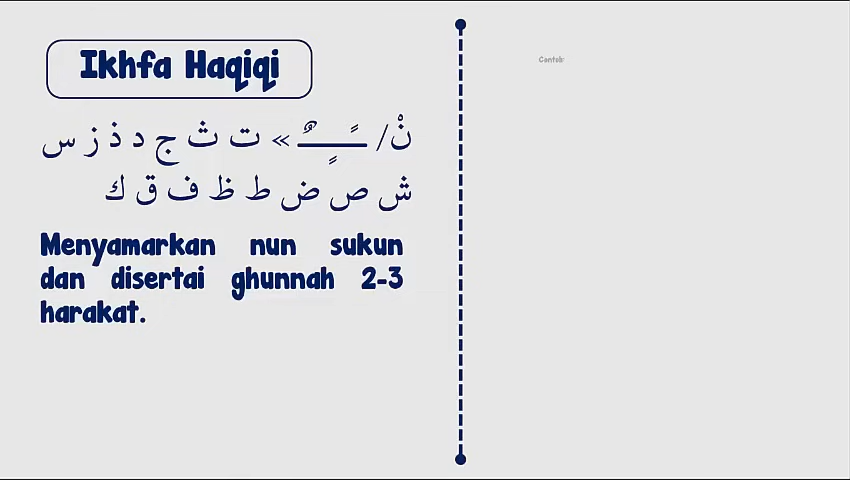 Ikhfa Haqiqi
نْ/ ـًـٍـٌ » ت ث ج د ذ ز س
ش ص ض ط ظ ف ق ك
Menyamarkan nun sukun
dan disertai ghunnah 2-3
harakat.
Contoh: